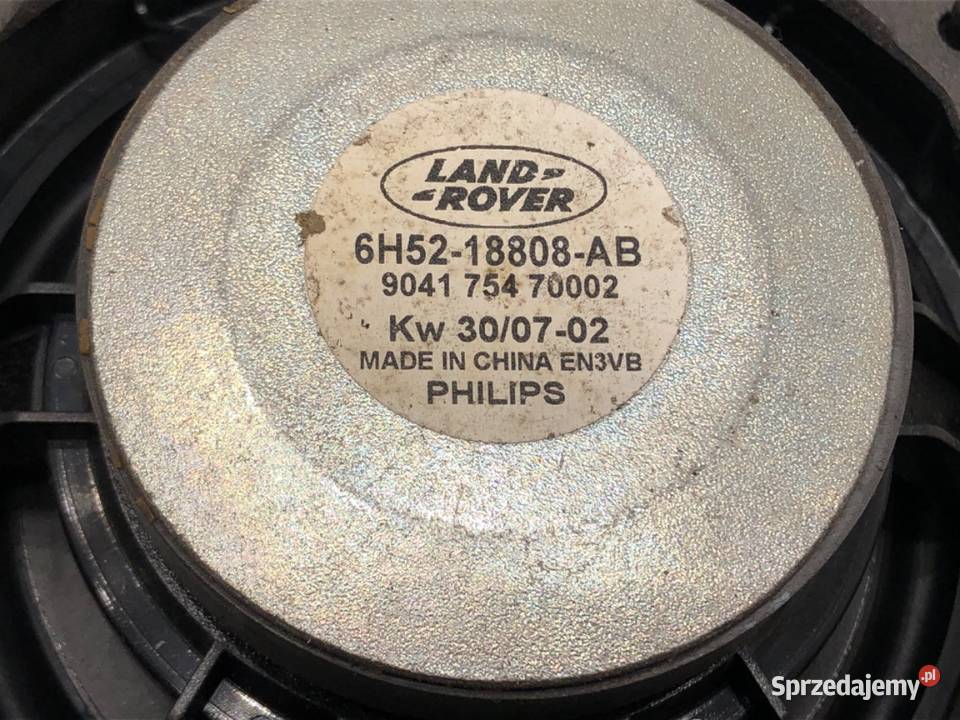 LAND
ROVER
6H52-18808-AB
9041 754 70002
Kw 30/07-02
MADE IN CHINA EN3VB
PHILIPS
Sprzedajemy.pl